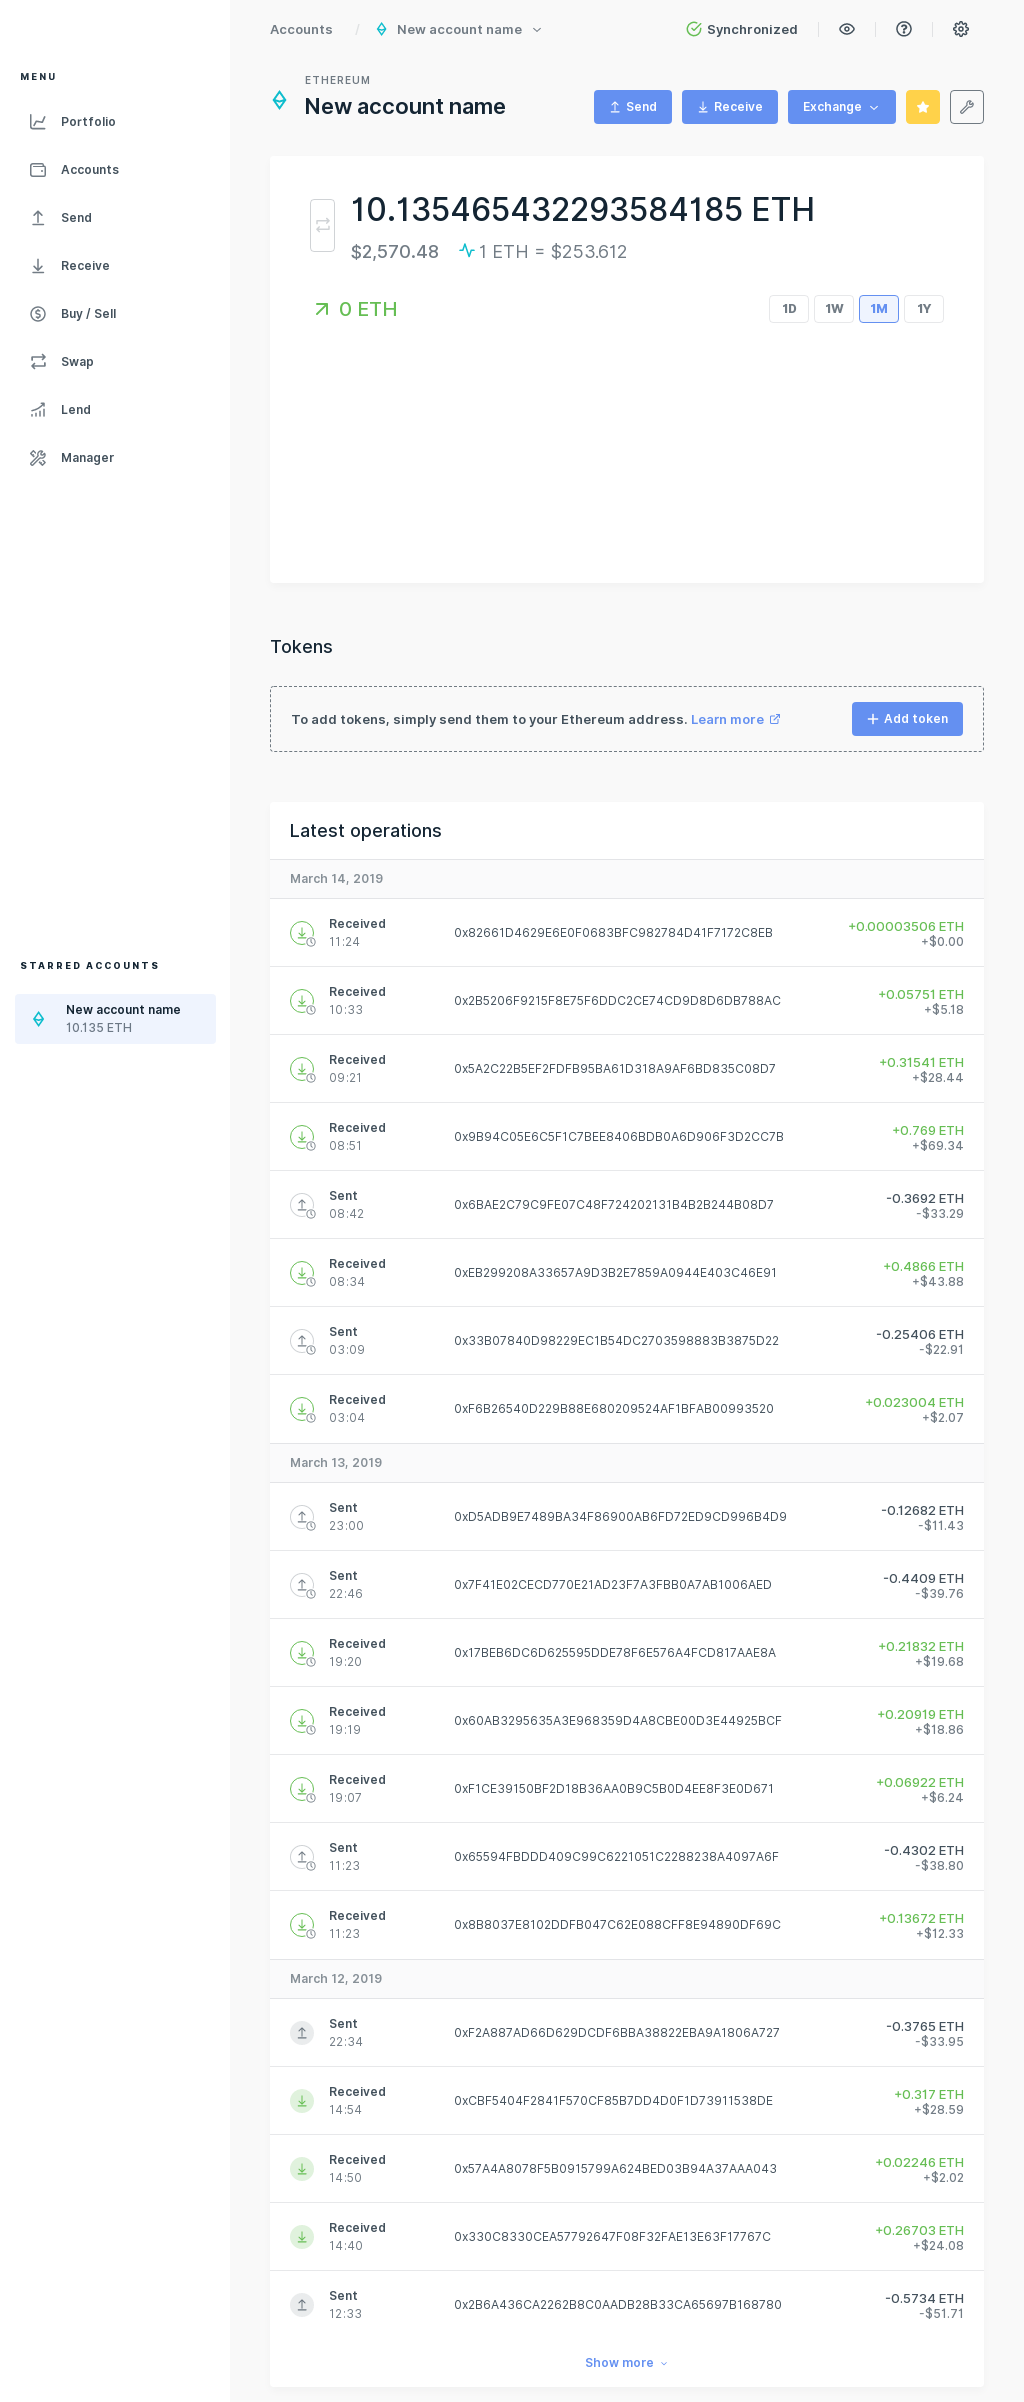 Accounts / New account name Synchronized
MENU
Portfolio
Accounts
Send
Receive
Buy / Sell
Swap
Lend
Manager
STARRED ACCOUNTS
New account name
10.135 ETH
ETHEREUM
New account name
Send Receive Exchange
10.135465432293584185 ETH
$2,570.48 1 ETH = $253.612
0 ETH 1D 1W 1M 1Y
Tokens
To add tokens, simply send them to your Ethereum address. Learn more Add token
Latest operations
March 14, 2019
Received
11:24
0x82661D4629E6E0F0683BFC982784D41F7172C8EB
+0.00003506 ETH
+$0.00
Received
10:33
0x2B5206F9215F8E75F6DDC2CE74CD9D8D6DB788AC
+0.05751 ETH
+$5.18
Received
09:21
0x5A2C22B5EF2FDFB95BA61D318A9AF6BD835C08D7
+0.31541 ETH
+$28.44
Received
08:51
0x9B94C05E6C5F1C7BEE8406BDB0A6D906F3D2CC7B
+0.769 ETH
+$69.34
Sent
08:42
0x6BAE2C79C9FE07C48F724202131B4B2B244B08D7
-0.3692 ETH
-$33.29
Received
08:34
0xEB299208A33657A9D3B2E7859A0944E403C46E91
+0.4866 ETH
+$43.88
Sent
03:09
0x33B07840D98229EC1B54DC2703598883B3875D22
-0.25406 ETH
-$22.91
Received
03:04
0xF6B26540D229B88E680209524AF1BFAB00993520
+0.023004 ETH
+$2.07
March 13, 2019
Sent
23:00
0xD5ADB9E7489BA34F86900AB6FD72ED9CD996B4D9
-0.12682 ETH
-$11.43
Sent
22:46
0x7F41E02CECD770E21AD23F7A3FBB0A7AB1006AED
-0.4409 ETH
-$39.76
Received
19:20
0x17BEB6DC6D625595DDE78F6E576A4FCD817AAE8A
+0.21832 ETH
+$19.68
Received
19:19
0x60AB3295635A3E968359D4A8CBE00D3E44925BCF
+0.20919 ETH
+$18.86
Received
19:07
0xF1CE39150BF2D18B36AA0B9C5B0D4EE8F3E0D671
+0.06922 ETH
+$6.24
Sent
11:23
0x65594FBDDD409C99C6221051C2288238A4097A6F
-0.4302 ETH
-$38.80
Received
11:23
0x8B8037E8102DDFB047C62E088CFF8E94890DF69C
+0.13672 ETH
+$12.33
March 12, 2019
Sent
22:34
0xF2A887AD66D629DCDF6BBA38822EBA9A1806A727
-0.3765 ETH
-$33.95
Received
14:54
0xCBF5404F2841F570CF85B7DD4D0F1D73911538DE
+0.317 ETH
+$28.59
Received
14:50
0x57A4A8078F5B0915799A624BED03B94A37AAA043
+0.02246 ETH
+$2.02
Received
14:40
0x330C8330CEA57792647F08F32FAE13E63F17767C
+0.26703 ETH
+$24.08
Sent
12:33
0x2B6A436CA2262B8C0AADB28B33CA65697B168780
-0.5734 ETH
-$51.71
Show more